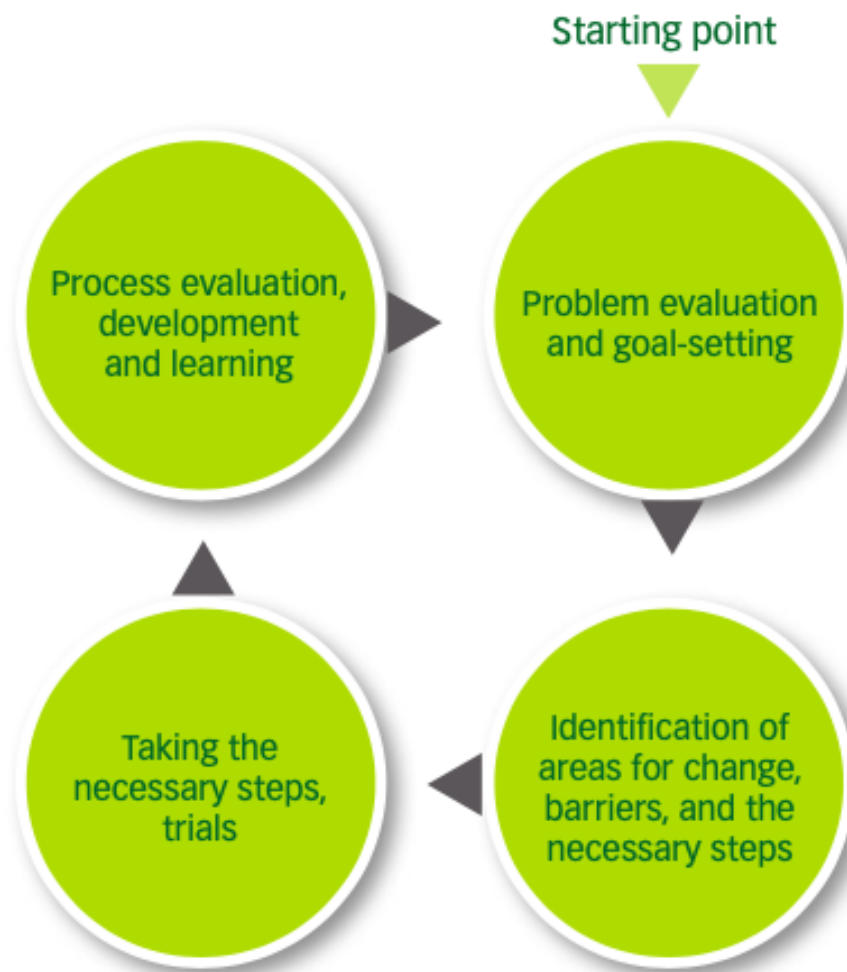 Starting point
Process evaluation,
development
and learning
Problem evaluation
and goal-setting
Taking the
necessary steps,
trials
Identification of
areas for change,
barriers, and the
necessary steps